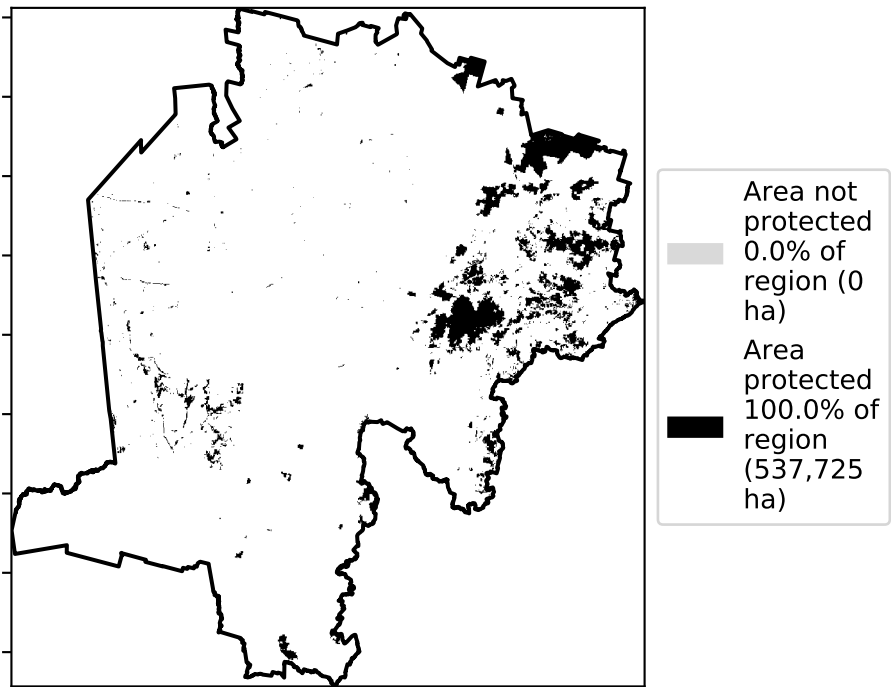 Area not
protected
0.0% of
region (0
ha)
Area
protected
100.0% of
region
(537,725
ha)